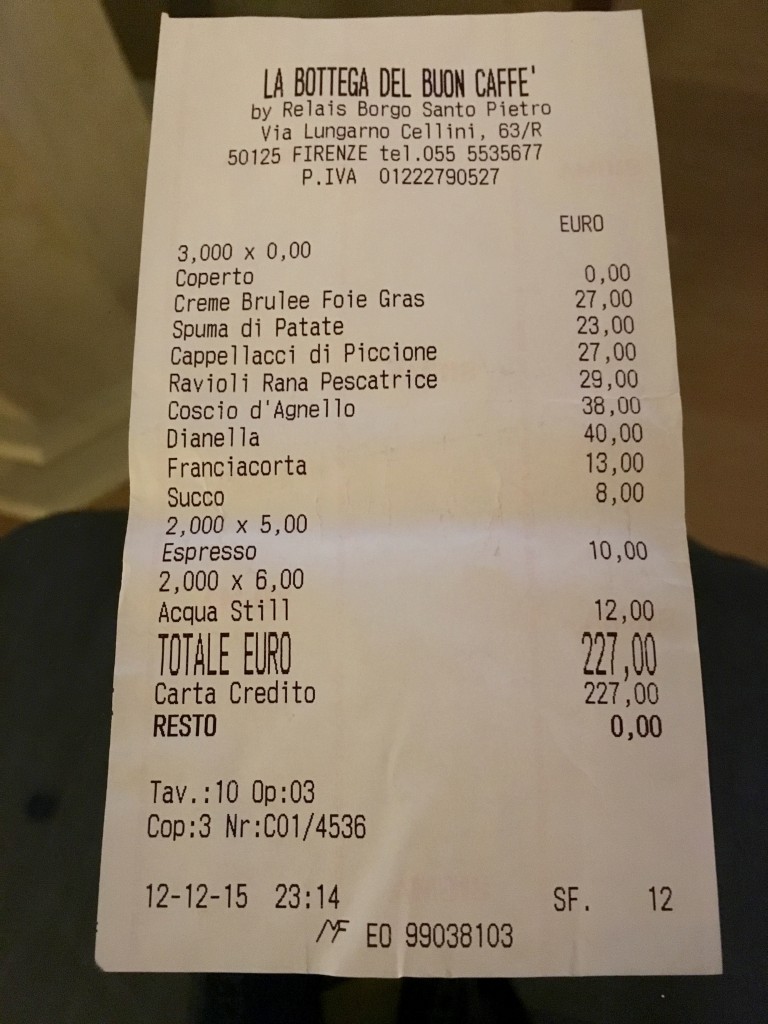 LA BOTTEGA DEL BUON CAFFE'
by Relais Borgo Santo Pietro
Via Lungarno Cellini, 63/R
50125 FIRENZE tel.055 5535677
P.IVA 01222790527
EURO
3,000 x 0,00
Coperto 0,00
Creme Brulee Foie Gras 27,00
Spuma di Patate 23,00
Cappellacci di Piccione 27,00
Ravioli Rana Pescatrice 29,00
Coscio d'Agnello 38,00
Dianella 40,00
Franciacorta 13,00
Succo 8,00
2,000 x 5,00
Espresso 10,00
2,000 x 6,00
Acqua Still 12,00
TOTALE EURO 227,00
Carta Credito 227,00
RESTO 0,00
Tav.:10 Op:03
Cop:3 Nr:C01/4536
12-12-15 23:14 SF. 12
MF EO 99038103